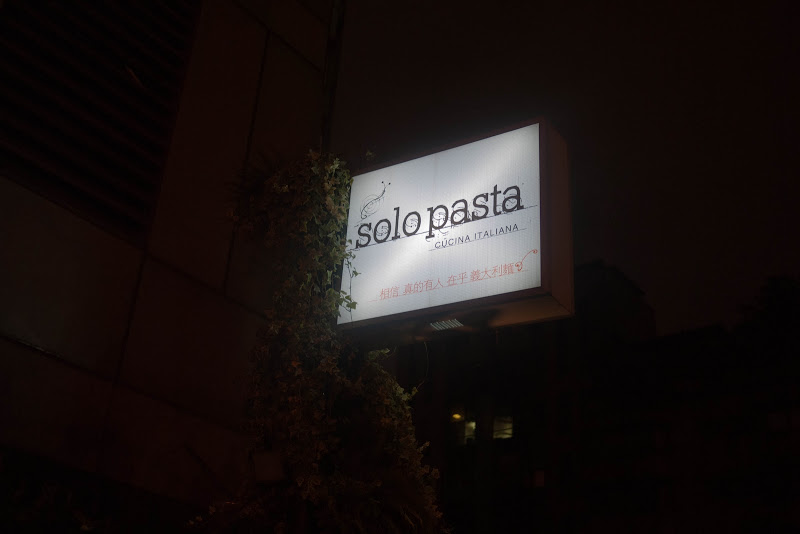 solo pasta
CUCINA ITALIANA
相信 真的有人 在乎 義大利麵